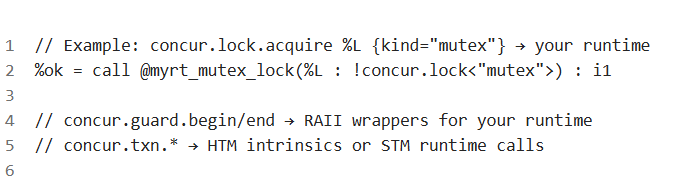 1 // Example: concur.lock.acquire %L {kind="mutex"} → your runtime
2 %ok = call @myrt_mutex_lock(%L : !concur.lock<"mutex">) : i1
3
4 // concur.guard.begin/end → RAII wrappers for your runtime
5 // concur.txn.* → HTM intrinsics or STM runtime calls
6